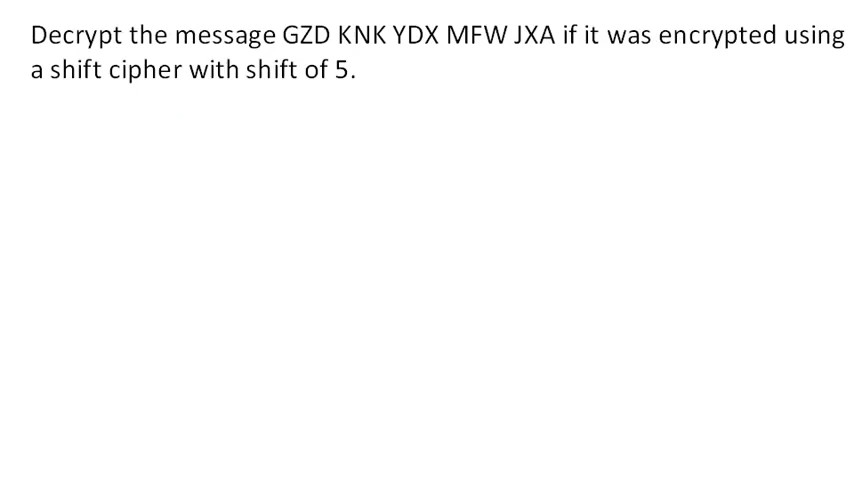 Decrypt the message GZD KNK YDX MFW JXA if it was encrypted using
a shift cipher with shift of 5.